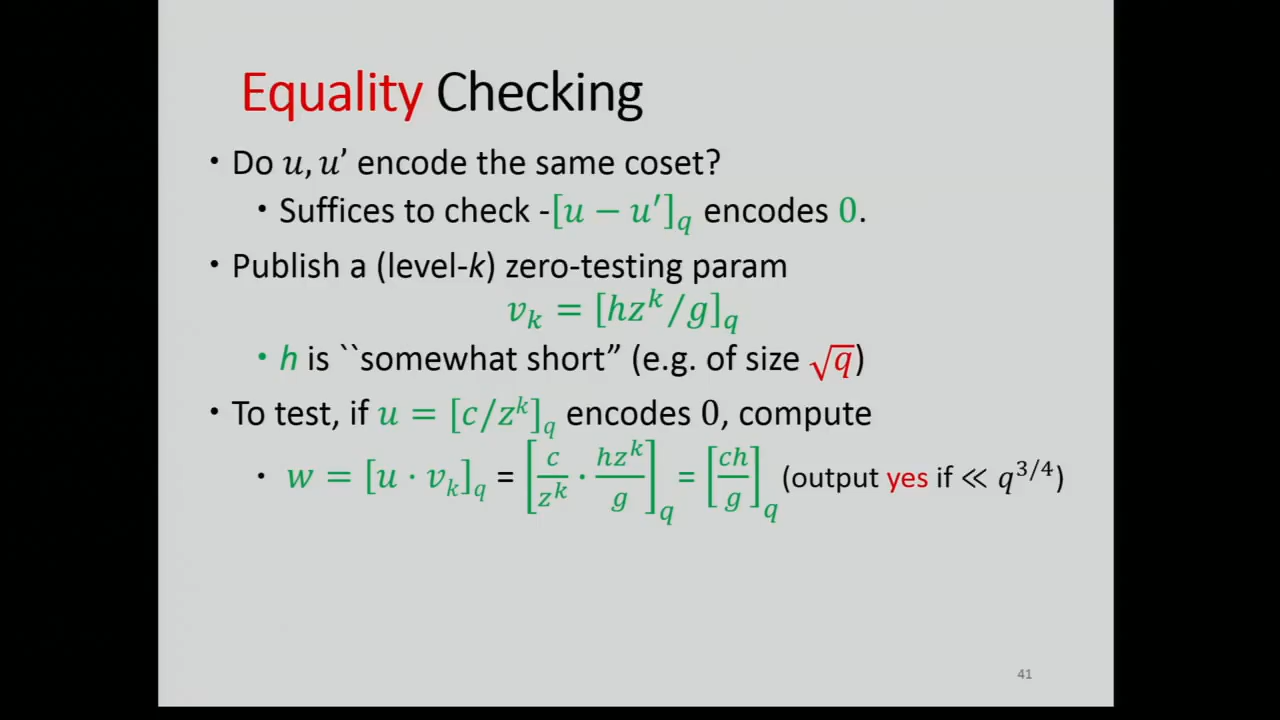 Equality Checking
• Do u, u’ encode the same coset?
• Suffices to check -[u − u′]_q encodes 0.
• Publish a (level-k) zero-testing param
v_k = [hz^k/g]_q
• h is ``somewhat short” (e.g. of size √q)
• To test, if u = [c/z^k]_q encodes 0, compute
• w = [u · v_k]_q = [c/z^k · hz^k/g]_q = [ch/g]_q (output yes if ≪ q^{3/4})
41